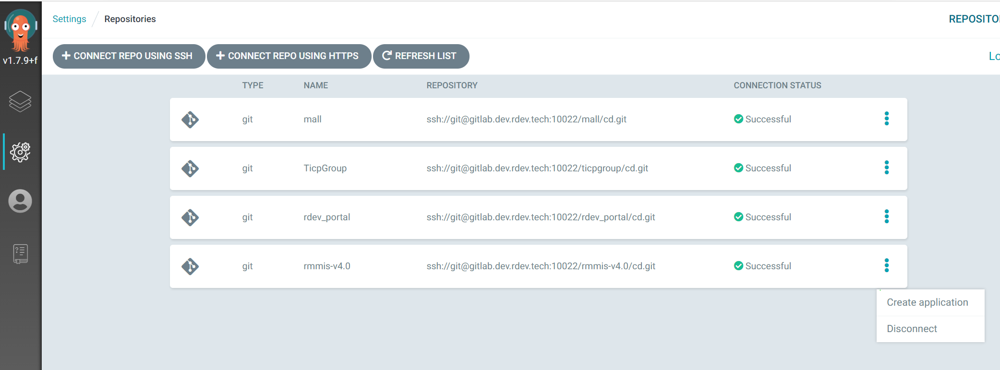 Settings / Repositories
REPOSITO
v1.7.9+f
CONNECT REPO USING SSH CONNECT REPO USING HTTPS REFRESH LIST
Lo
TYPE NAME REPOSITORY CONNECTION STATUS
git mall ssh://git@gitlab.dev.rdev.tech:10022/mall/cd.git Successful
git TicpGroup ssh://git@gitlab.dev.rdev.tech:10022/ticpgroup/cd.git Successful
git rdev_portal ssh://git@gitlab.dev.rdev.tech:10022/rdev_portal/cd.git Successful
git rmmis-v4.0 ssh://git@gitlab.dev.rdev.tech:10022/rmmis-v4.0/cd.git Successful
Create application
Disconnect